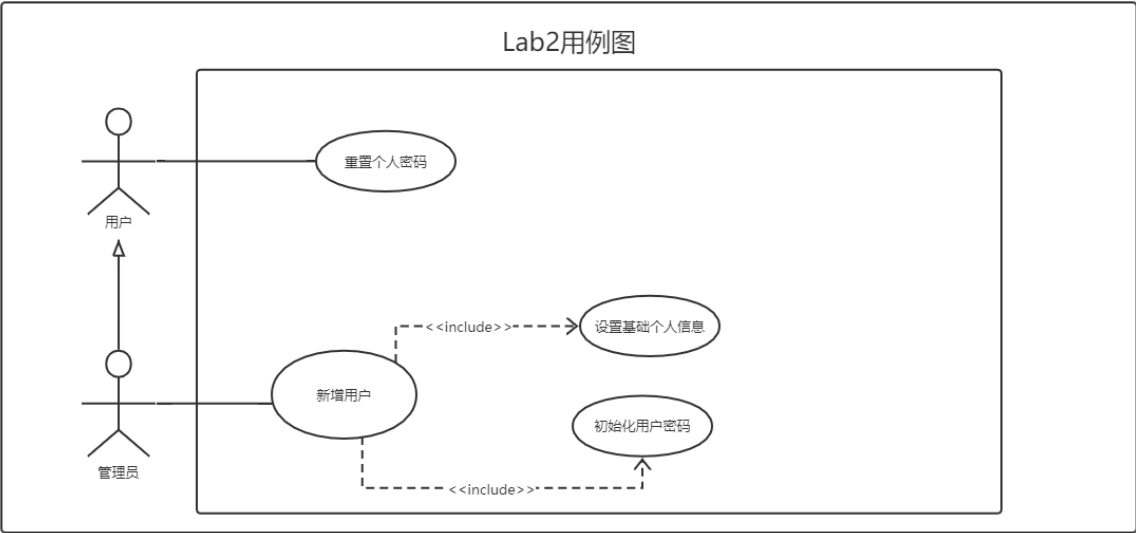 Lab2用例图
重置个人密码
用户
<<include>>
设置基础个人信息
新增用户
初始化用户密码
管理员
<<include>>